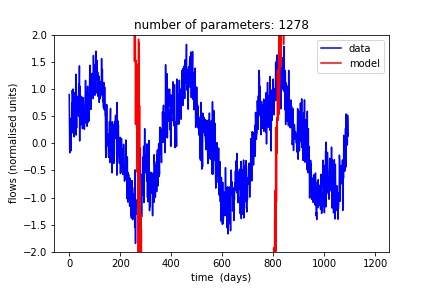 number of parameters: 1278
data
model
2.0
1.5
1.0
0.5
0.0
−0.5
−1.0
−1.5
−2.0
flows (normalised units)
0 200 400 600 800 1000 1200
time (days)